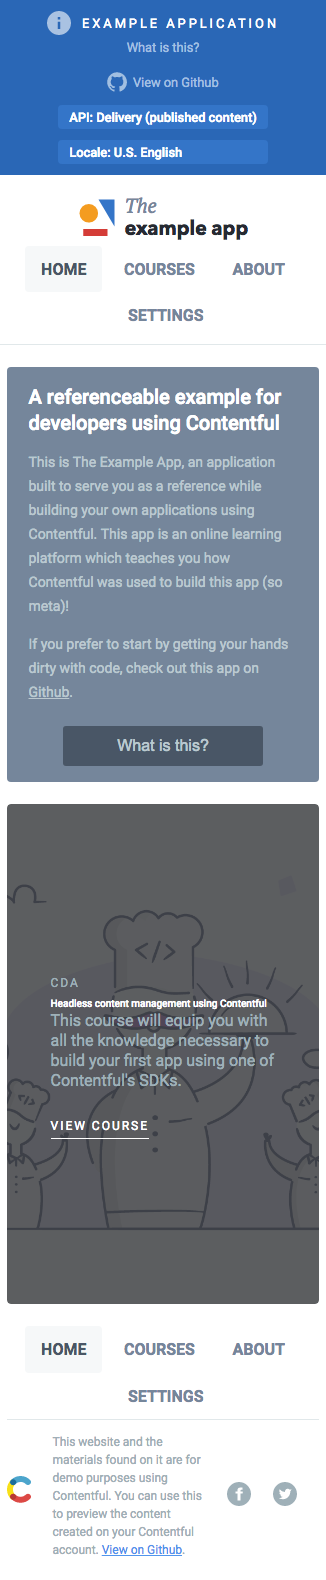 EXAMPLE APPLICATION
What is this?
View on Github
API: Delivery (published content)
Locale: U.S. English
The
example app
HOME COURSES ABOUT
SETTINGS
A referenceable example for
developers using Contentful
This is The Example App, an application
built to serve you as a reference while
building your own applications using
Contentful. This app is an online learning
platform which teaches you how
Contentful was used to build this app (so
meta)!
If you prefer to start by getting your hands
dirty with code, check out this app on
Github.
What is this?
</>
CDA
Headless content management using Contentful
This course will equip you with
all the knowledge necessary to
build your first app using one of
Contentful's SDKs.
VIEW COURSE
HOME COURSES ABOUT
SETTINGS
This website and the
materials found on it are for
demo purposes using
Contentful. You can use this
to preview the content
created on your Contentful
account. View on Github.